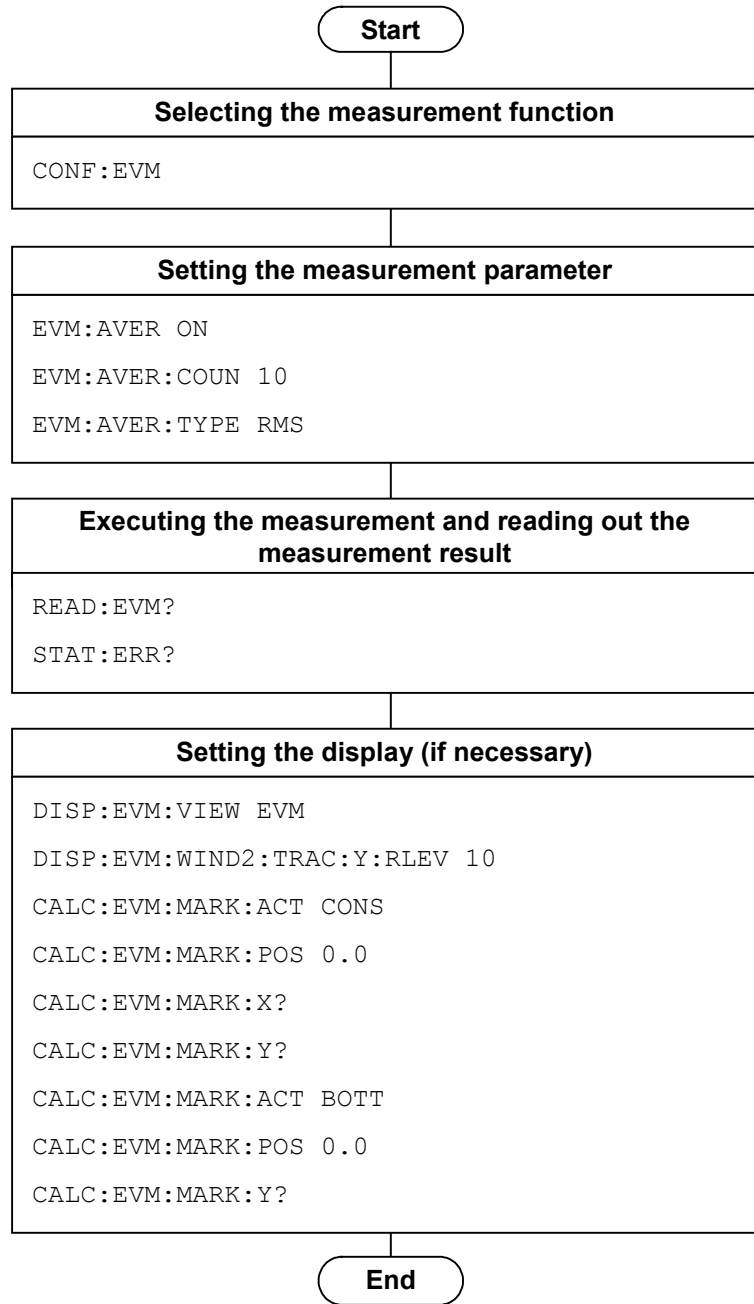 Start
Selecting the measurement function
CONF:EVM
Setting the measurement parameter
EVM:AVER ON
EVM:AVER:COUN 10
EVM:AVER:TYPE RMS
Executing the measurement and reading out the
measurement result
READ:EVM?
STAT:ERR?
Setting the display (if necessary)
DISP:EVM:VIEW EVM
DISP:EVM:WIND2:TRAC:Y:RLEV 10
CALC:EVM:MARK:ACT CONS
CALC:EVM:MARK:POS 0.0
CALC:EVM:MARK:X?
CALC:EVM:MARK:Y?
CALC:EVM:MARK:ACT BOTT
CALC:EVM:MARK:POS 0.0
CALC:EVM:MARK:Y?
End